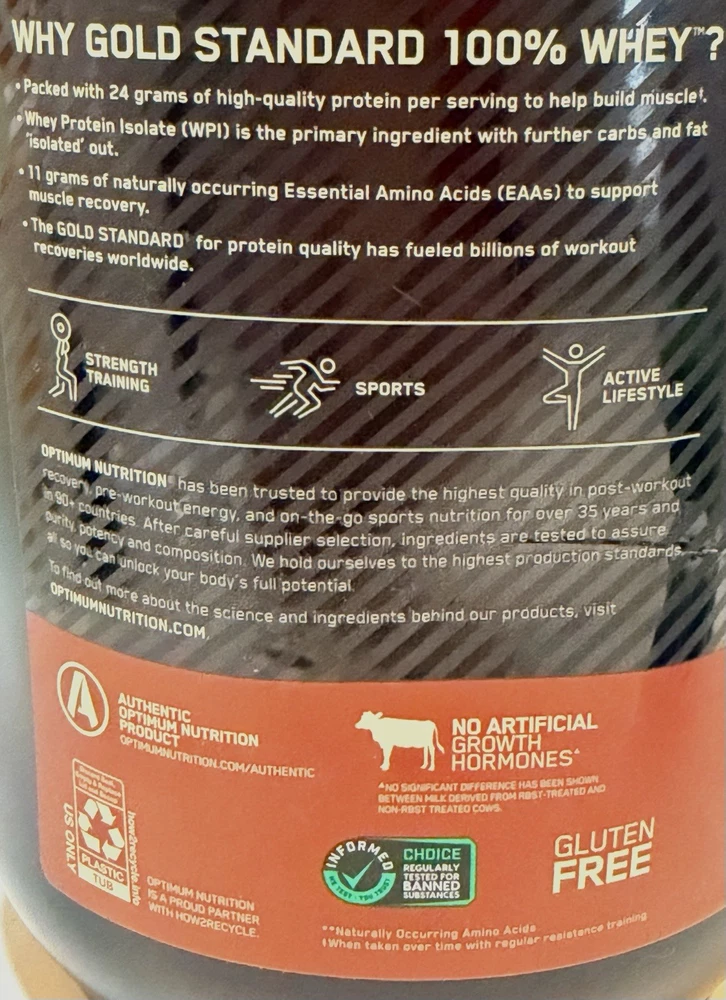 WHY GOLD STANDARD 100% WHEY™?
• Packed with 24 grams of high-quality protein per serving to help build muscle‡.
• Whey Protein Isolate (WPI) is the primary ingredient with further carbs and fat
'isolated' out.
• 11 grams of naturally occurring Essential Amino Acids (EAAs) to support
muscle recovery.
• The GOLD STANDARD® for protein quality has fueled billions of workout
recoveries worldwide.
STRENGTH
TRAINING
SPORTS
ACTIVE
LIFESTYLE
OPTIMUM NUTRITION® has been trusted to provide the highest quality in post-workout
recovery, pre-workout energy, and on-the-go sports nutrition for over 35 years and
in 90+ countries. After careful supplier selection, ingredients are tested to assure
purity, potency and composition. We hold ourselves to the highest production standards,
all so you can unlock your body's full potential.
To find out more about the science and ingredients behind our products, visit
OPTIMUMNUTRITION.COM.
A
AUTHENTIC
OPTIMUM NUTRITION
PRODUCT
OPTIMUMNUTRITION.COM/AUTHENTIC
NO ARTIFICIAL
GROWTH
HORMONES▲
▲NO SIGNIFICANT DIFFERENCE HAS BEEN SHOWN
BETWEEN MILK DERIVED FROM RBST-TREATED AND
NON-RBST TREATED COWS.
Empty & Replace
US ONLY
PLASTIC
TUB
how2recycle.info
OPTIMUM NUTRITION
IS A PROUD PARTNER
WITH HOW2RECYCLE.
INFORMED
WE TEST · YOU TRUST
CHOICE
REGULARLY
TESTED FOR
BANNED
SUBSTANCES
GLUTEN
FREE
**Naturally Occurring Amino Acids
‡When taken over time with regular resistance training